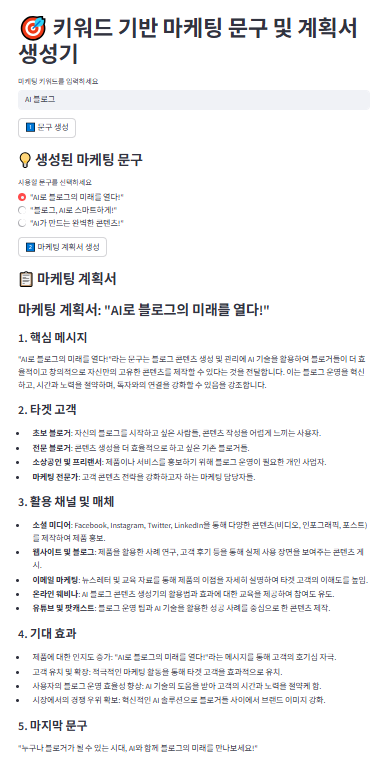 🎯 키워드 기반 마케팅 문구 및 계획서
생성기
마케팅 키워드를 입력하세요
AI 블로그
1️⃣ 문구 생성
💡 생성된 마케팅 문구
사용할 문구를 선택하세요
"AI로 블로그의 미래를 열다!"
"블로그, AI로 스마트하게!"
"AI가 만드는 완벽한 콘텐츠!"
2️⃣ 마케팅 계획서 생성
📋 마케팅 계획서
마케팅 계획서: "AI로 블로그의 미래를 열다!"
1. 핵심 메시지
"AI로 블로그의 미래를 열다!"라는 문구는 블로그 콘텐츠 생성 및 관리에 AI 기술을 활용하여 블로거들이 더 효
율적이고 창의적으로 자신만의 고유한 콘텐츠를 제작할 수 있다는 것을 전달합니다. 이는 블로그 운영을 혁신
하고, 시간과 노력을 절약하며, 독자와의 연결을 강화할 수 있음을 강조합니다.
2. 타겟 고객
• 초보 블로거: 자신의 블로그를 시작하고 싶은 사람들, 콘텐츠 작성을 어렵게 느끼는 사용자.
• 전문 블로거: 콘텐츠 생성을 더 효율적으로 하고 싶은 기존 블로거들.
• 소상공인 및 프리랜서: 제품이나 서비스를 홍보하기 위해 블로그 운영이 필요한 개인 사업자.
• 마케팅 전문가: 고객 콘텐츠 전략을 강화하고자 하는 마케팅 담당자들.
3. 활용 채널 및 매체
• 소셜 미디어: Facebook, Instagram, Twitter, LinkedIn을 통해 다양한 콘텐츠(비디오, 인포그래픽, 포스트)
를 제작하여 제품 홍보.
• 웹사이트 및 블로그: 제품을 활용한 사례 연구, 고객 후기 등을 통해 실제 사용 장면을 보여주는 콘텐츠 게
시.
• 이메일 마케팅: 뉴스레터 및 교육 자료를 통해 제품의 이점을 자세히 설명하여 타겟 고객의 이해도를 높임.
• 온라인 웨비나: AI 블로그 콘텐츠 생성기의 활용법과 효과에 대한 교육을 제공하여 참여도 유도.
• 유튜브 및 팟캐스트: 블로그 운영 팁과 AI 기술을 활용한 성공 사례를 중심으로 한 콘텐츠 제작.
4. 기대 효과
• 제품에 대한 인지도 증가: "AI로 블로그의 미래를 열다!"라는 메시지를 통해 고객의 호기심 자극.
• 고객 유치 및 확장: 적극적인 마케팅 활동을 통해 타겟 고객을 효과적으로 유치.
• 사용자의 블로그 운영 효율성 향상: AI 기술의 도움을 받아 고객의 시간과 노력을 절약케 함.
• 시장에서의 경쟁 우위 확보: 혁신적인 AI 솔루션으로 블로거들 사이에서 브랜드 이미지 강화.
5. 마지막 문구
"누구나 블로거가 될 수 있는 시대, AI와 함께 블로그의 미래를 만나보세요!"